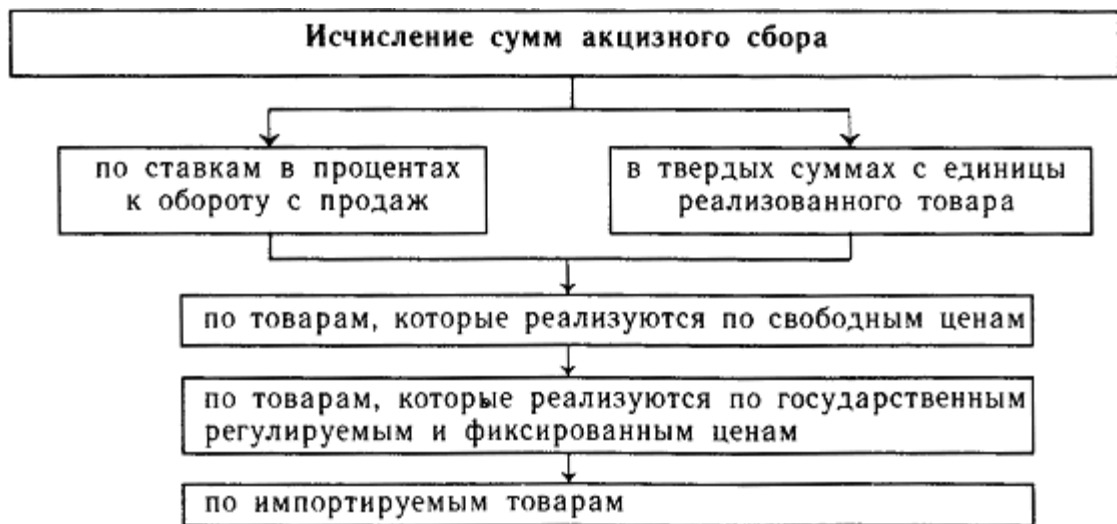 Исчисление сумм акцизного сбора
по ставкам в процентах
к обороту с продаж
в твердых суммах с единицы
реализованного товара
по товарам, которые реализуются по свободным ценам
по товарам, которые реализуются по государственным
регулируемым и фиксированным ценам
по импортируемым товарам